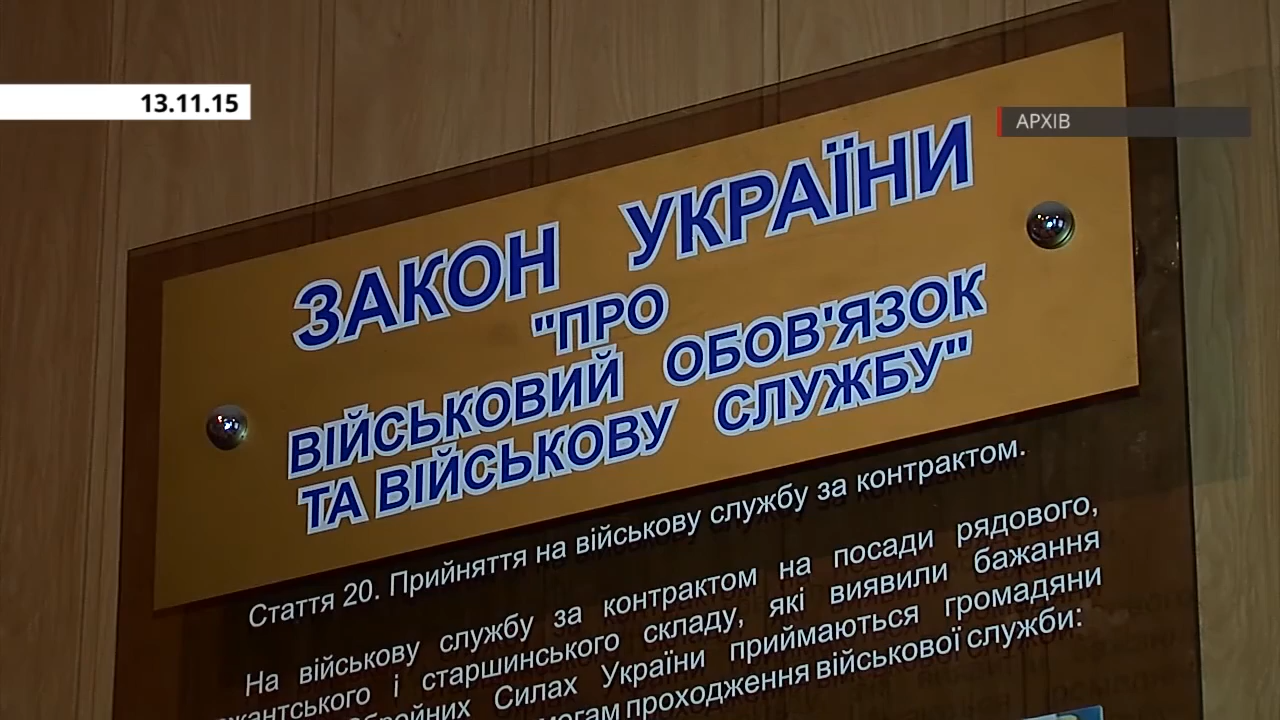 13.11.15
АРХІВ
ЗАКОН УКРАЇНИ
"ПРО
ВІЙСЬКОВИЙ ОБОВ'ЯЗОК
ТА ВІЙСЬКОВУ СЛУЖБУ"
Стаття 20. Прийняття на військову службу за контрактом.
На військову службу за контрактом на посади рядового,
і старшинського складу, які виявили бажання
Силах України приймаються громадяни
проходження військової служби: